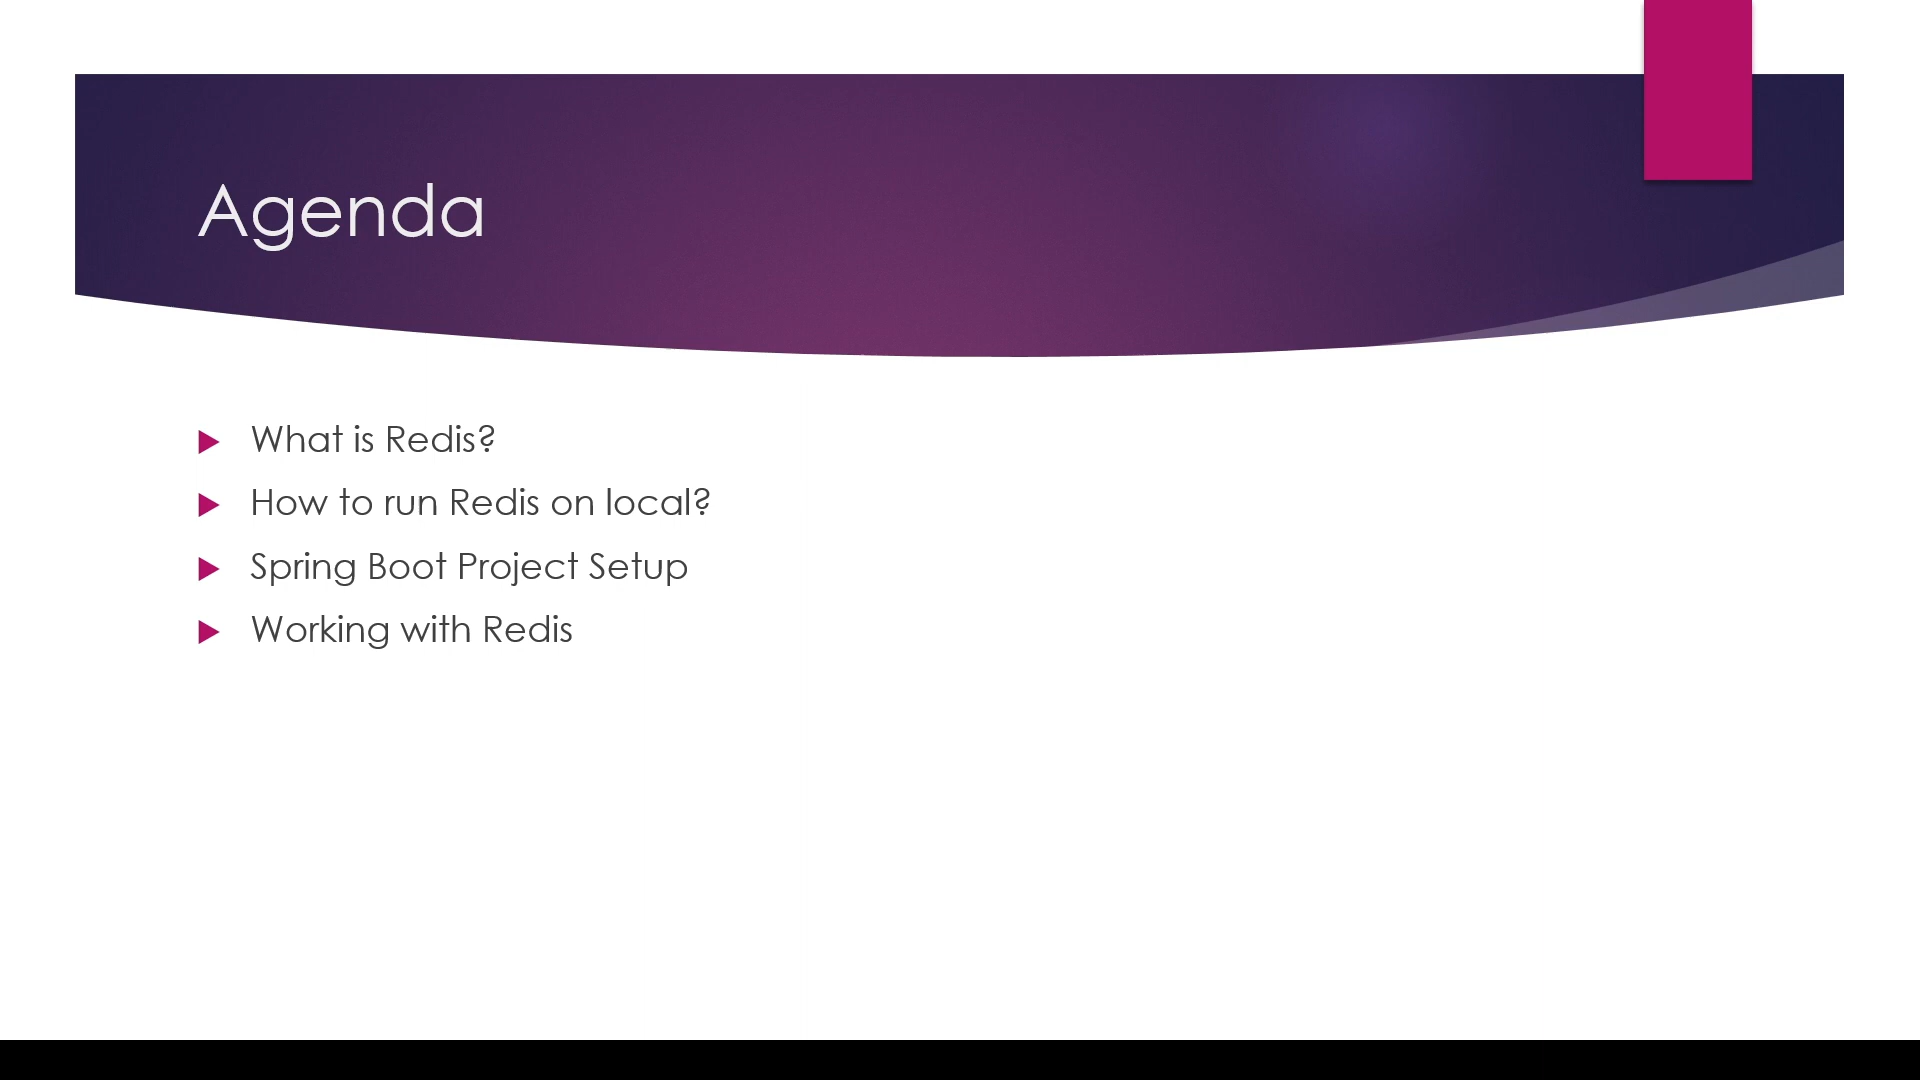 Agenda
What is Redis?
How to run Redis on local?
Spring Boot Project Setup
Working with Redis